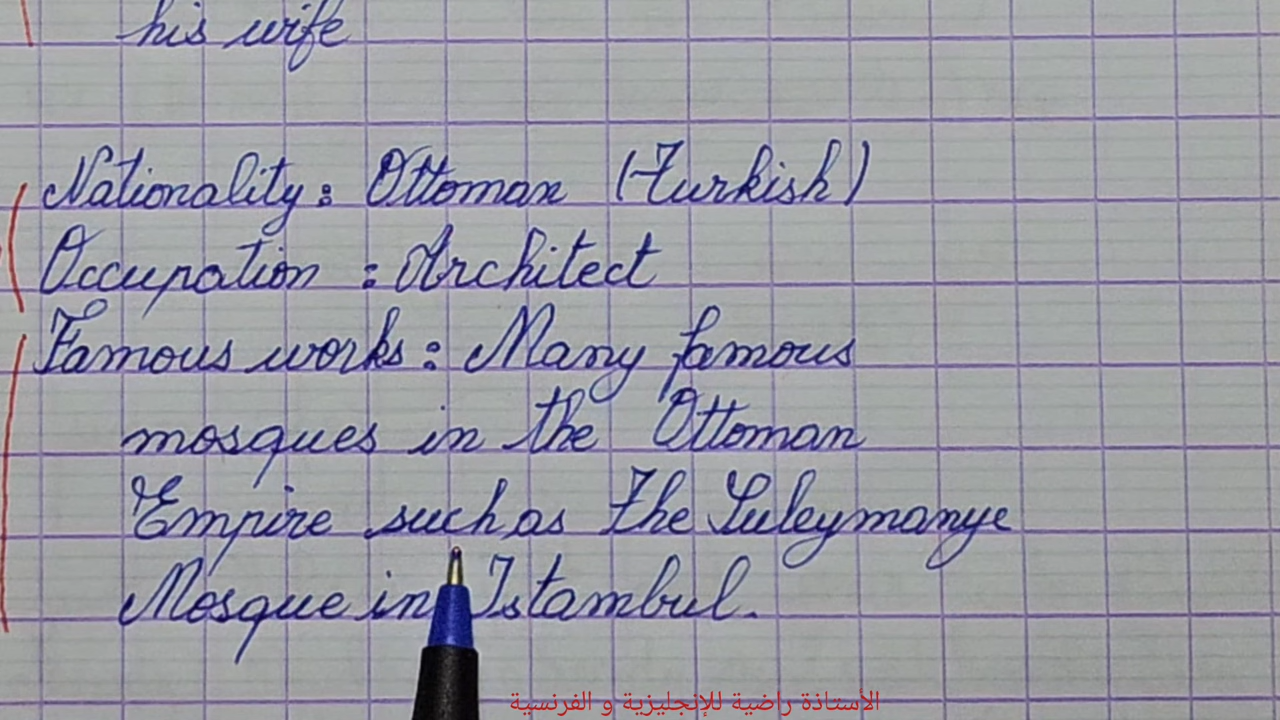 his wife
Nationality: Ottoman (Turkish)
Occupation : Architect
Famous works: Many famous
mosques in the Ottoman
Empire such as The Suleymanye
Mosque in Istambul.
الأستاذة راضية للإنجليزية و الفرنسية